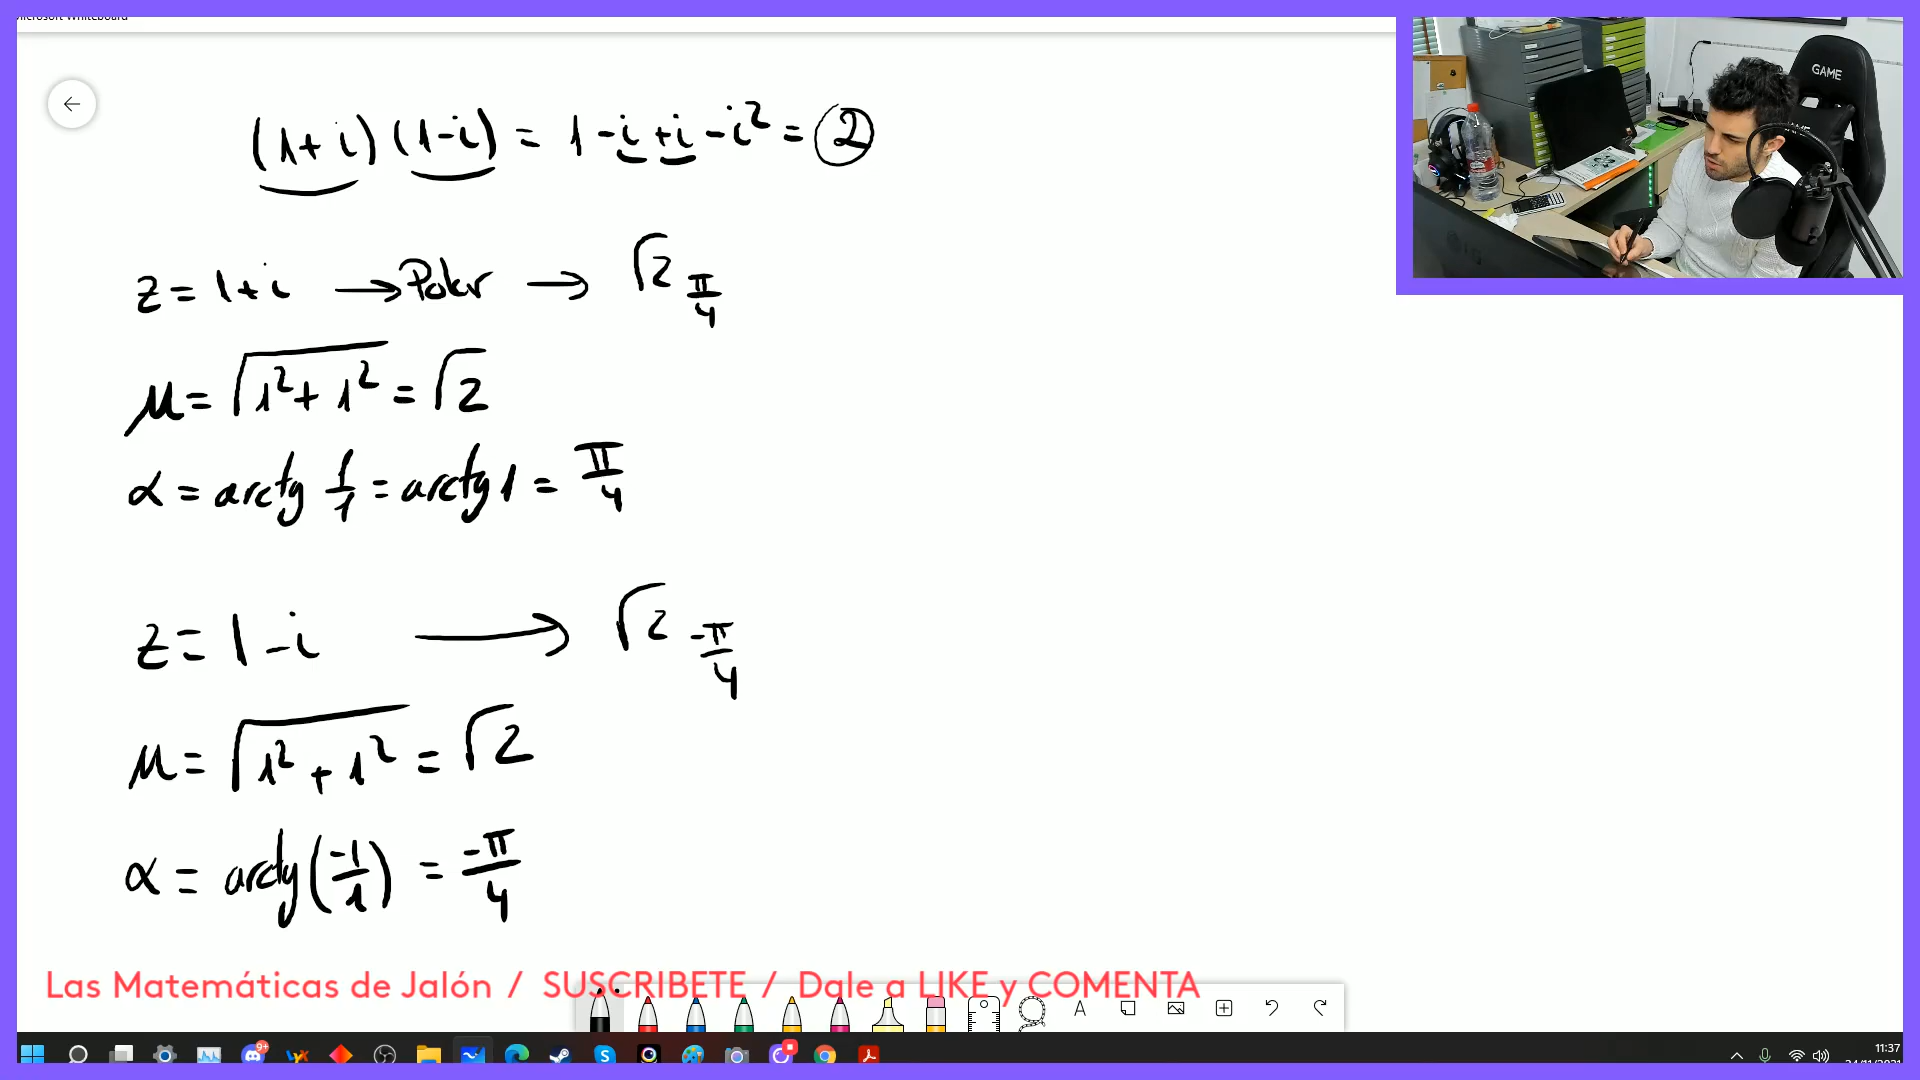 (1+i)(1-i) = 1-i+i-i² = 2
z = 1+i → Polar → √2 π/4
μ = √1²+1² = √2
α = arctg 1/1 = arctg 1 = π/4
z = 1-i → √2 -π/4
μ = √1²+1² = √2
α = arctg(-1/1) = -π/4
GAME
Las Matemáticas de Jalón / SUSCRIBETE / Dale a LIKE y COMENTA
A
9+
11:37